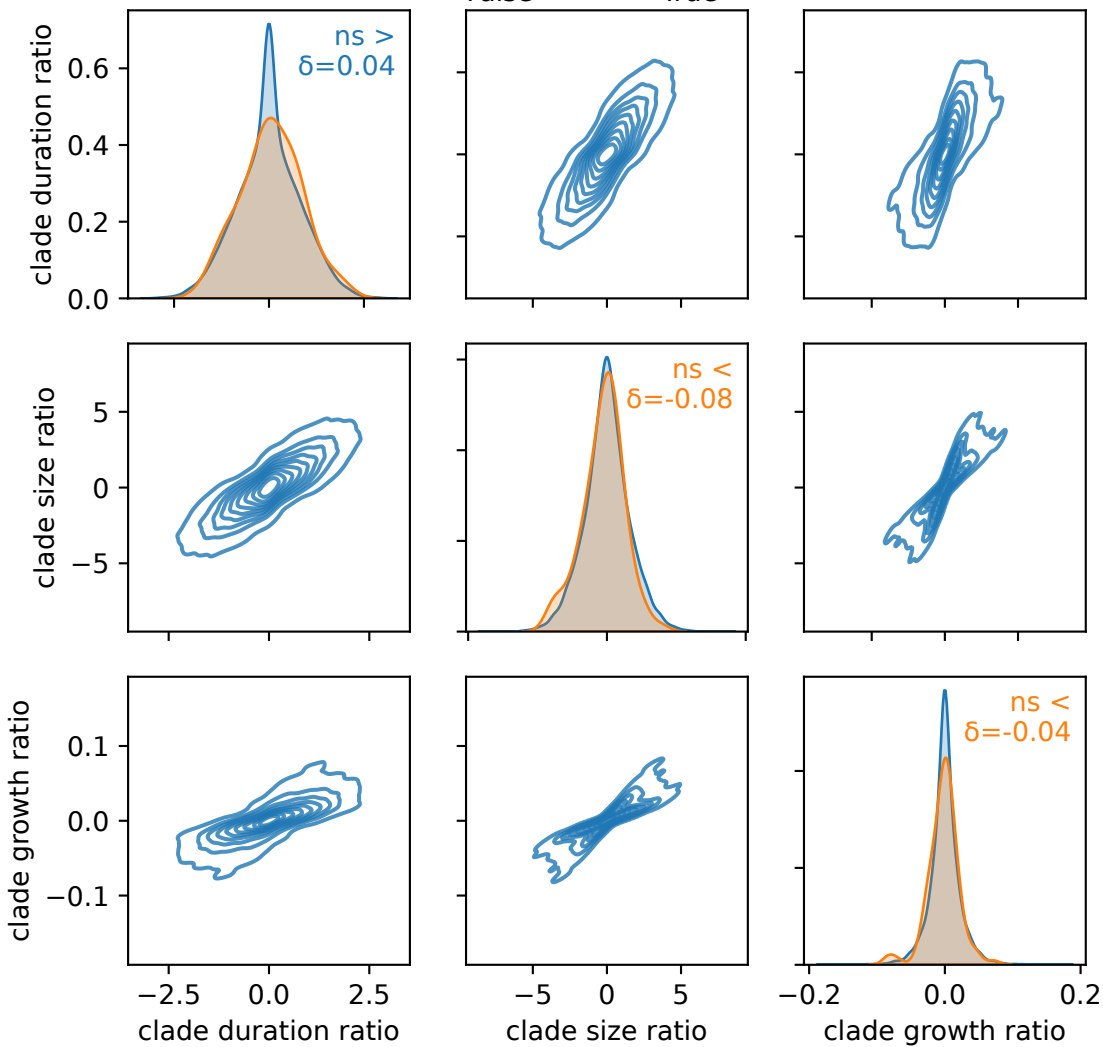 clade duration ratio
0.6
0.4
0.2
0.0
ns >
δ=0.04
clade size ratio
5
0
−5
ns <
δ=-0.08
clade growth ratio
0.1
0.0
−0.1
ns <
δ=-0.04
−2.5
0.0
2.5
−5
0
5
−0.2
0.0
0.2
clade duration ratio
clade size ratio
clade growth ratio